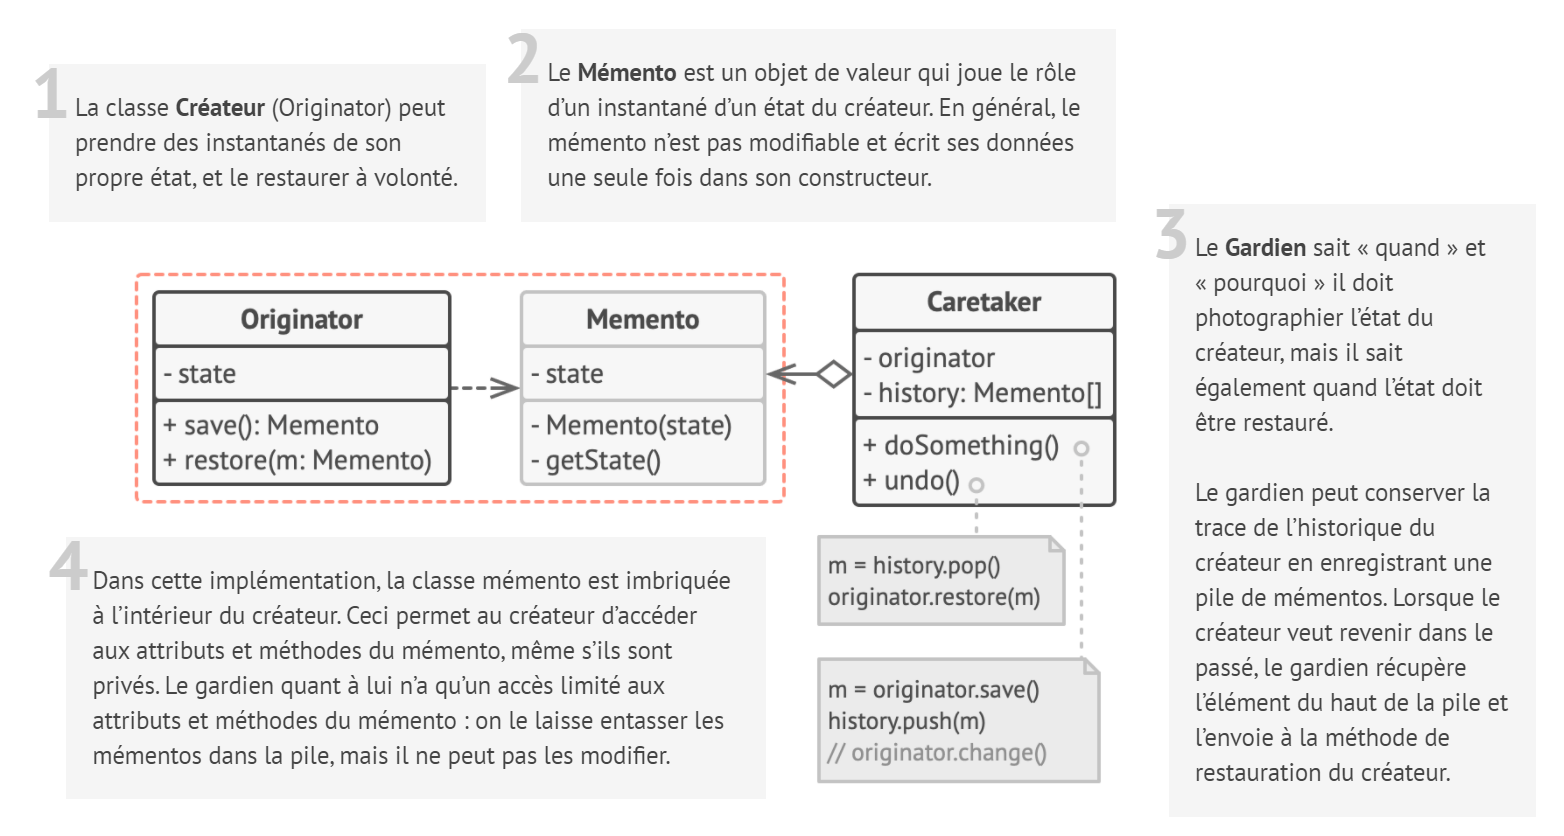 1
La classe Créateur (Originator) peut
prendre des instantanés de son
propre état, et le restaurer à volonté.
2
Le Mémento est un objet de valeur qui joue le rôle
d’un instantané d’un état du créateur. En général, le
mémento n’est pas modifiable et écrit ses données
une seule fois dans son constructeur.
3
Le Gardien sait « quand » et
« pourquoi » il doit
photographier l’état du
créateur, mais il sait
également quand l’état doit
être restauré.
Le gardien peut conserver la
trace de l’historique du
créateur en enregistrant une
pile de mémentos. Lorsque le
créateur veut revenir dans le
passé, le gardien récupère
l’élément du haut de la pile et
l’envoie à la méthode de
restauration du créateur.
Originator
- state
+ save(): Memento
+ restore(m: Memento)
Memento
- state
- Memento(state)
- getState()
Caretaker
- originator
- history: Memento[]
+ doSomething()
+ undo()
m = history.pop()
originator.restore(m)
m = originator.save()
history.push(m)
// originator.change()
4
Dans cette implémentation, la classe mémento est imbriquée
à l’intérieur du créateur. Ceci permet au créateur d’accéder
aux attributs et méthodes du mémento, même s’ils sont
privés. Le gardien quant à lui n’a qu’un accès limité aux
attributs et méthodes du mémento : on le laisse entasser les
mémentos dans la pile, mais il ne peut pas les modifier.